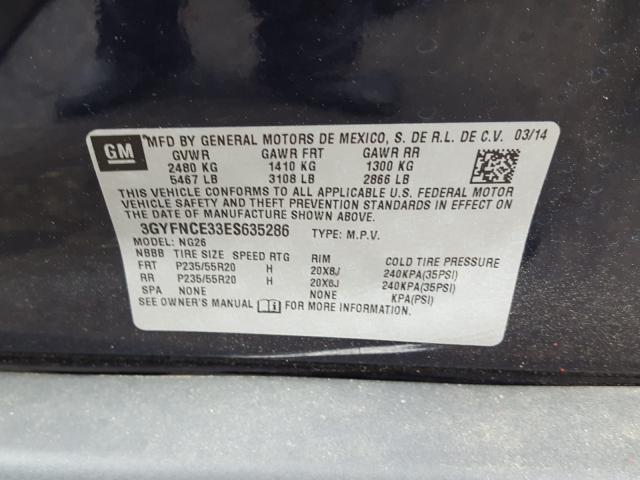 GM
MFD BY GENERAL MOTORS DE MEXICO, S. DE R.L. DE C.V. 03/14
GVWR GAWR FRT GAWR RR
2480 KG 1410 KG 1300 KG
5467 LB 3108 LB 2866 LB
THIS VEHICLE CONFORMS TO ALL APPLICABLE U.S. FEDERAL MOTOR
VEHICLE SAFETY AND THEFT PREVENTION STANDARDS IN EFFECT
ON THE DATE OF MANUFACTURE SHOWN ABOVE.
3GYFNCE33ES635286 TYPE: M.P.V.
MODEL: NG26
NBBB TIRE SIZE SPEED RTG RIM COLD TIRE PRESSURE
FRT P235/55R20 H 20X8J 240KPA(35PSI)
RR P235/55R20 H 20X8J 240KPA(35PSI)
SPA NONE NONE KPA(PSI)
SEE OWNER'S MANUAL FOR MORE INFORMATION.